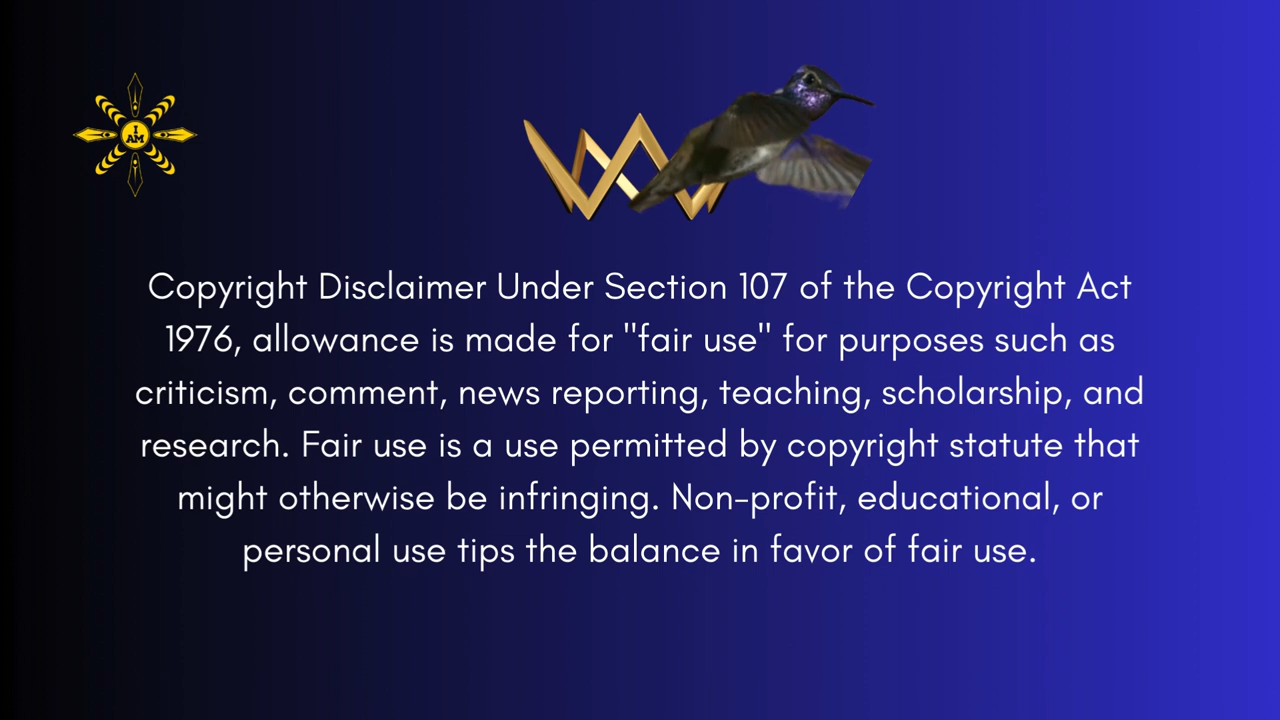 I
AM
Copyright Disclaimer Under Section 107 of the Copyright Act
1976, allowance is made for "fair use" for purposes such as
criticism, comment, news reporting, teaching, scholarship, and
research. Fair use is a use permitted by copyright statute that
might otherwise be infringing. Non-profit, educational, or
personal use tips the balance in favor of fair use.